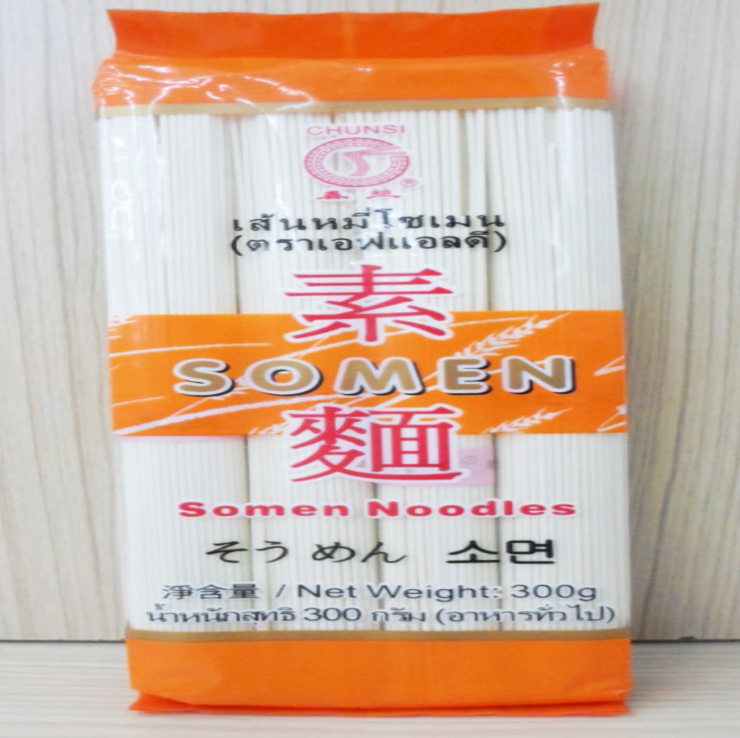 CHUNSI
®
เส้นหมี่โซเมน
(ตราเอฟแอลดี)
素
SOMEN
麵
Somen Noodles
そうめん 소면
淨含量 / Net Weight: 300g
น้ำหนักสุทธิ 300 กรัม (อาหารทั่วไป)